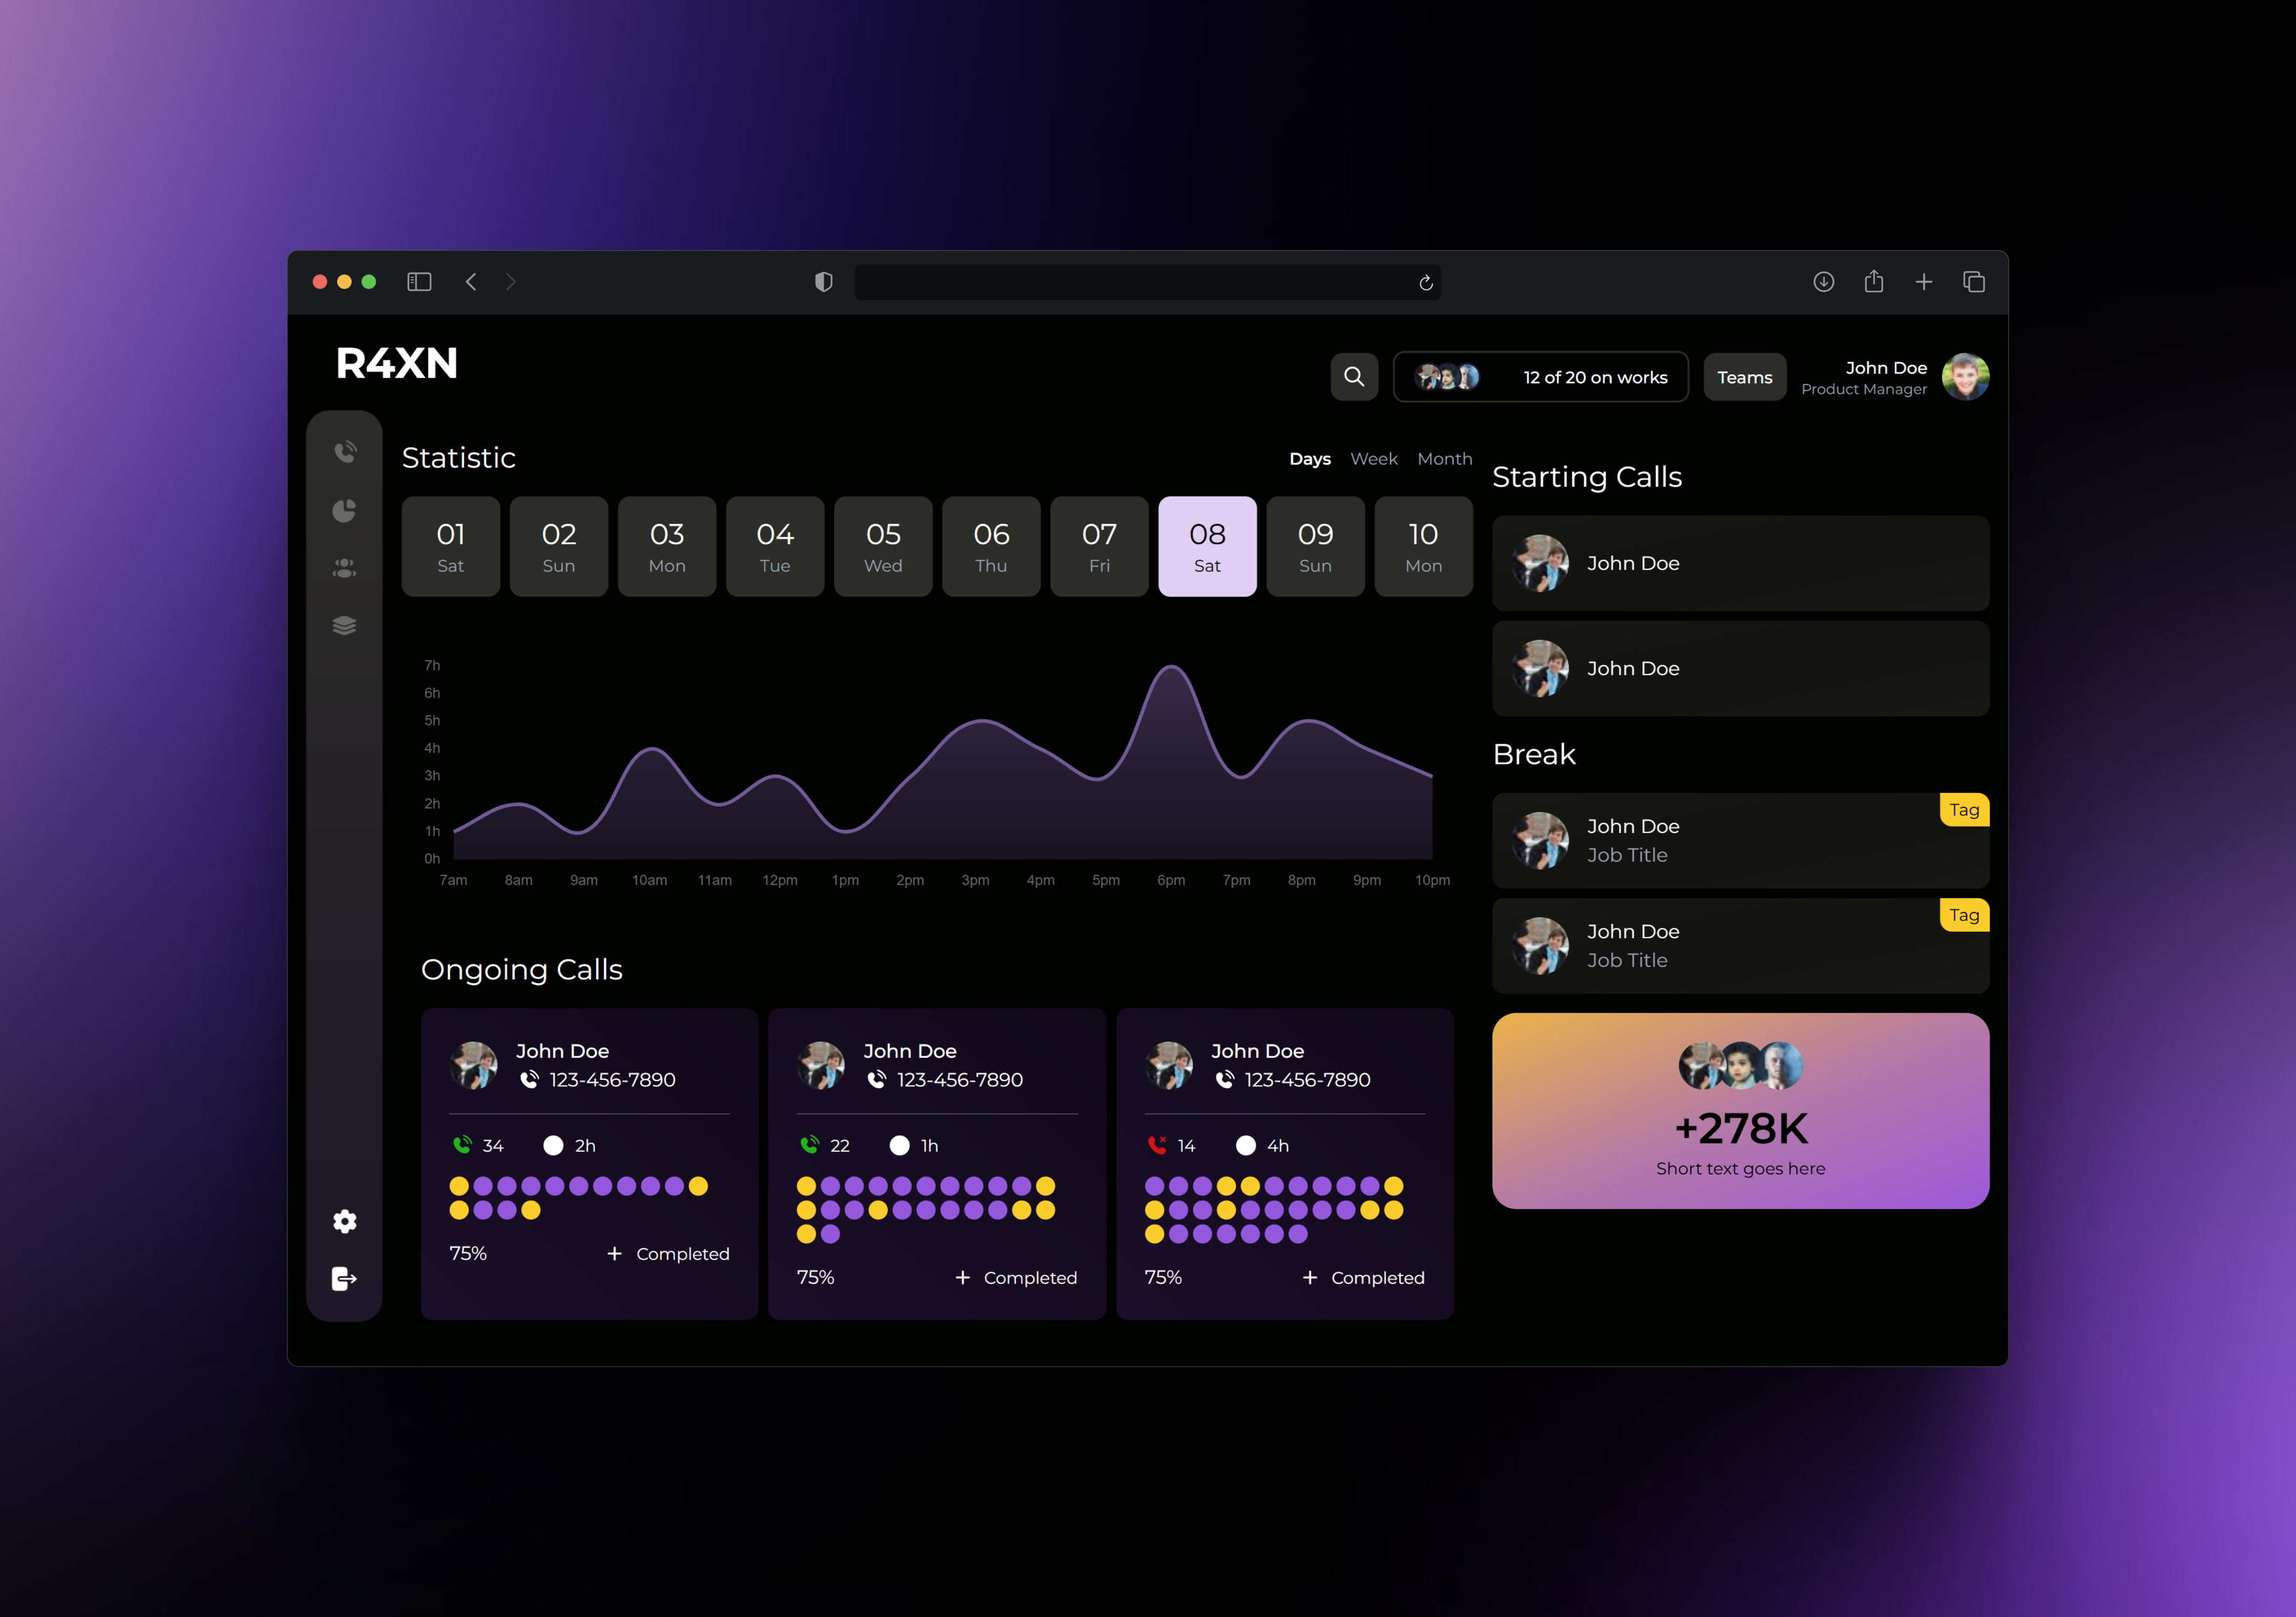 R4XN
12 of 20 on works
Teams
John Doe
Product Manager
Statistic
Days Week Month
01 02 03 04 05 06 07 08 09 10
Sat Sun Mon Tue Wed Thu Fri Sat Sun Mon
7h
6h
5h
4h
3h
2h
1h
0h
7am 8am 9am 10am 11am 12pm 1pm 2pm 3pm 4pm 5pm 6pm 7pm 8pm 9pm 10pm
Ongoing Calls
John Doe
123-456-7890
34 2h
75% + Completed
John Doe
123-456-7890
22 1h
75% + Completed
John Doe
123-456-7890
14 4h
75% + Completed
Starting Calls
John Doe
John Doe
Break
Tag
John Doe
Job Title
Tag
John Doe
Job Title
+278K
Short text goes here